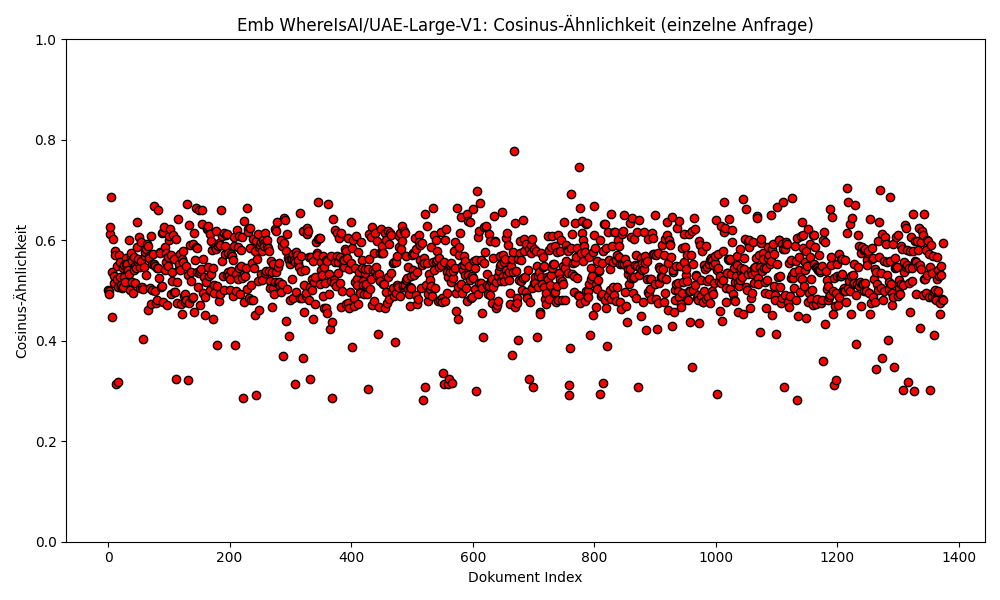 Emb WhereIsAI/UAE-Large-V1: Cosinus-Ähnlichkeit (einzelne Anfrage)
1.0
0.8
0.6
0.4
0.2
0.0
Cosinus-Ähnlichkeit
0 200 400 600 800 1000 1200 1400
Dokument Index